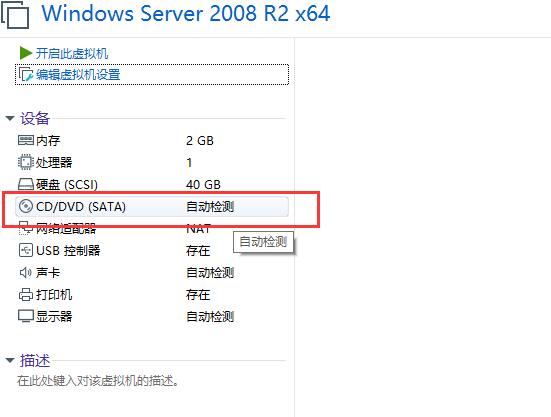 Windows Server 2008 R2 x64
开启此虚拟机
编辑虚拟机设置
设备
内存 2 GB
处理器 1
硬盘 (SCSI) 40 GB
CD/DVD (SATA) 自动检测
网络适配器 NAT
自动检测
USB 控制器 存在
声卡 自动检测
打印机 存在
显示器 自动检测
描述
在此处键入对该虚拟机的描述。